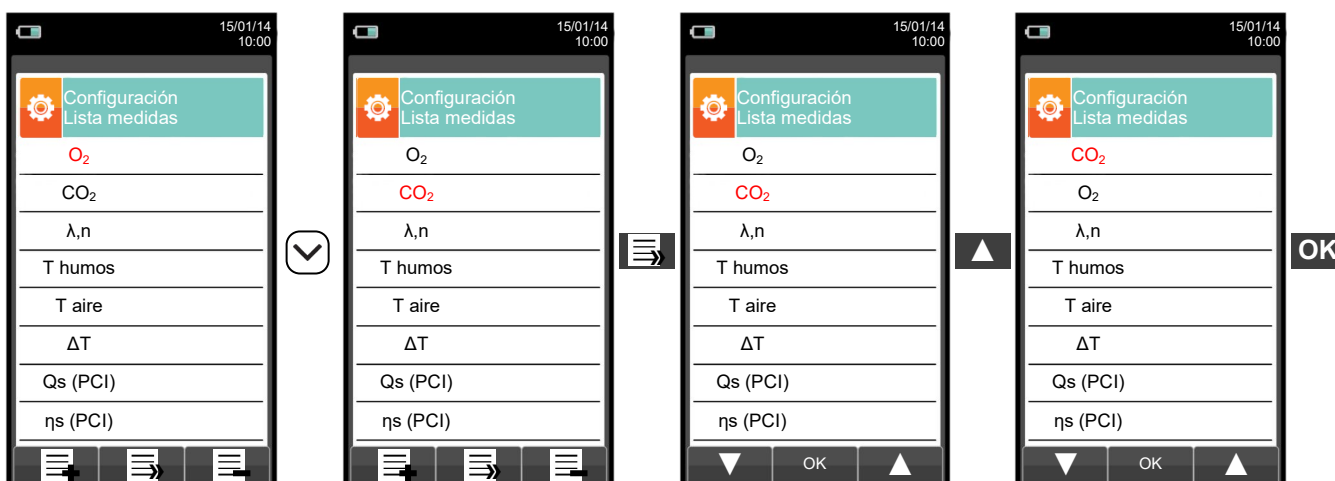 15/01/14
10:00
Configuración
Lista medidas
O₂
CO₂
λ,n
T humos
T aire
ΔT
Qs (PCI)
ηs (PCI)
15/01/14
10:00
Configuración
Lista medidas
O₂
CO₂
λ,n
T humos
T aire
ΔT
Qs (PCI)
ηs (PCI)
15/01/14
10:00
Configuración
Lista medidas
O₂
CO₂
λ,n
T humos
T aire
ΔT
Qs (PCI)
ηs (PCI)
OK
15/01/14
10:00
Configuración
Lista medidas
CO₂
O₂
λ,n
T humos
T aire
ΔT
Qs (PCI)
ηs (PCI)
OK
OK